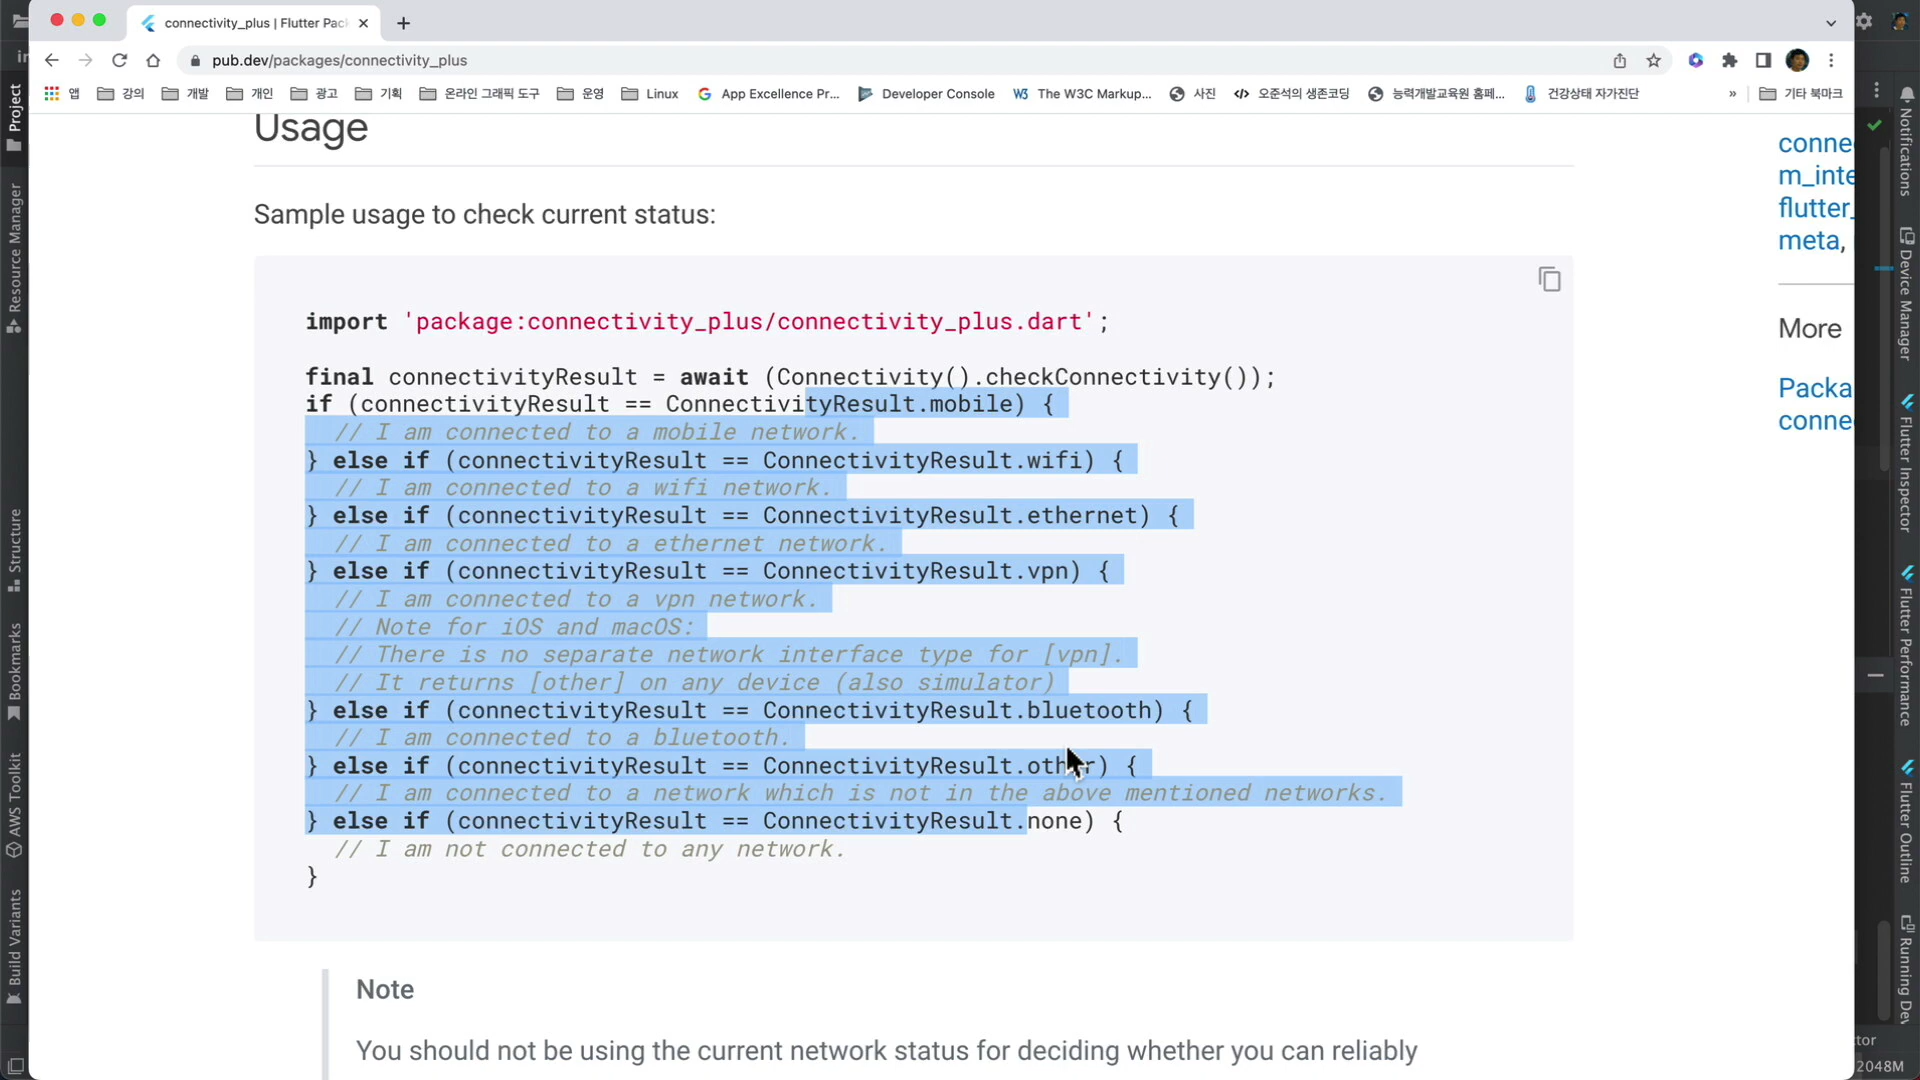 connectivity_plus | Flutter Pac
pub.dev/packages/connectivity_plus
앱 강의 개발 개인 광고 기획 온라인 그래픽 도구 운영 Linux App Excellence Pr... Developer Console The W3C Markup... 사진 오준석의 생존코딩 능력개발교육원 홈페... 건강상태 자가진단 » 기타 북마크
Usage
Sample usage to check current status:
import 'package:connectivity_plus/connectivity_plus.dart';
final connectivityResult = await (Connectivity().checkConnectivity());
if (connectivityResult == ConnectivityResult.mobile) {
// I am connected to a mobile network.
} else if (connectivityResult == ConnectivityResult.wifi) {
// I am connected to a wifi network.
} else if (connectivityResult == ConnectivityResult.ethernet) {
// I am connected to a ethernet network.
} else if (connectivityResult == ConnectivityResult.vpn) {
// I am connected to a vpn network.
// Note for iOS and macOS:
// There is no separate network interface type for [vpn].
// It returns [other] on any device (also simulator)
} else if (connectivityResult == ConnectivityResult.bluetooth) {
// I am connected to a bluetooth.
} else if (connectivityResult == ConnectivityResult.other) {
// I am connected to a network which is not in the above mentioned networks.
} else if (connectivityResult == ConnectivityResult.none) {
// I am not connected to any network.
}
Note
You should not be using the current network status for deciding whether you can reliably
conne
m_inte
flutter_
meta,
More
Packa
conne
Project
Resource Manager
Structure
Bookmarks
AWS Toolkit
Build Variants
Notifications
Device Manager
Flutter Inspector
Flutter Performance
Flutter Outline
Running Dev
tor
2048M